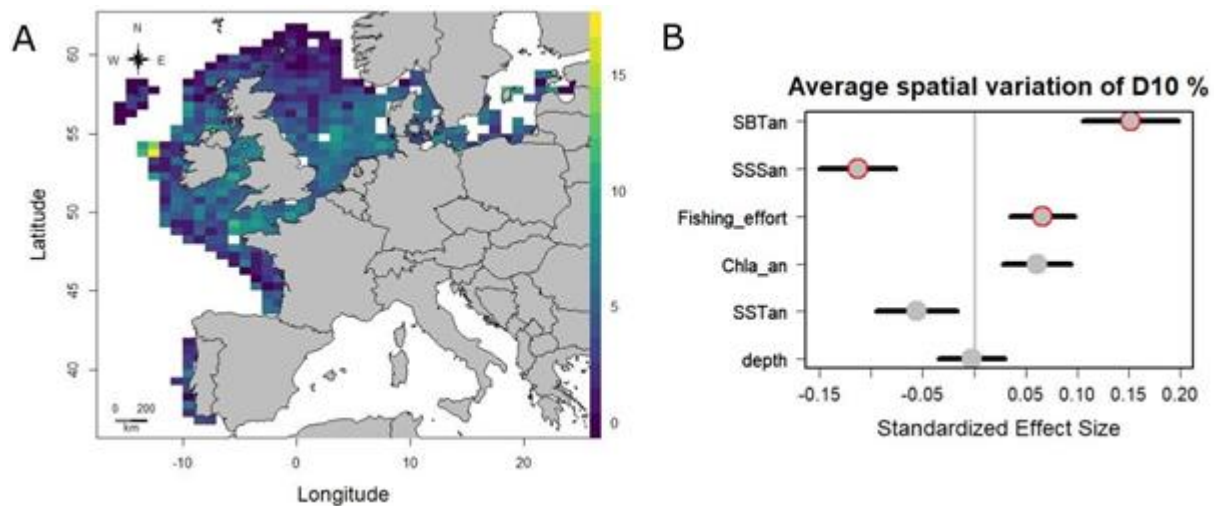 A
N
W E
S
Latitude
60
55
50
45
40
0 200
km
-10 0 10 20
Longitude
15
10
5
0
B
Average spatial variation of D10 %
SBTan
SSSan
Fishing_effort
Chla_an
SSTan
depth
-0.15 -0.05 0.05 0.10 0.15 0.20
Standardized Effect Size